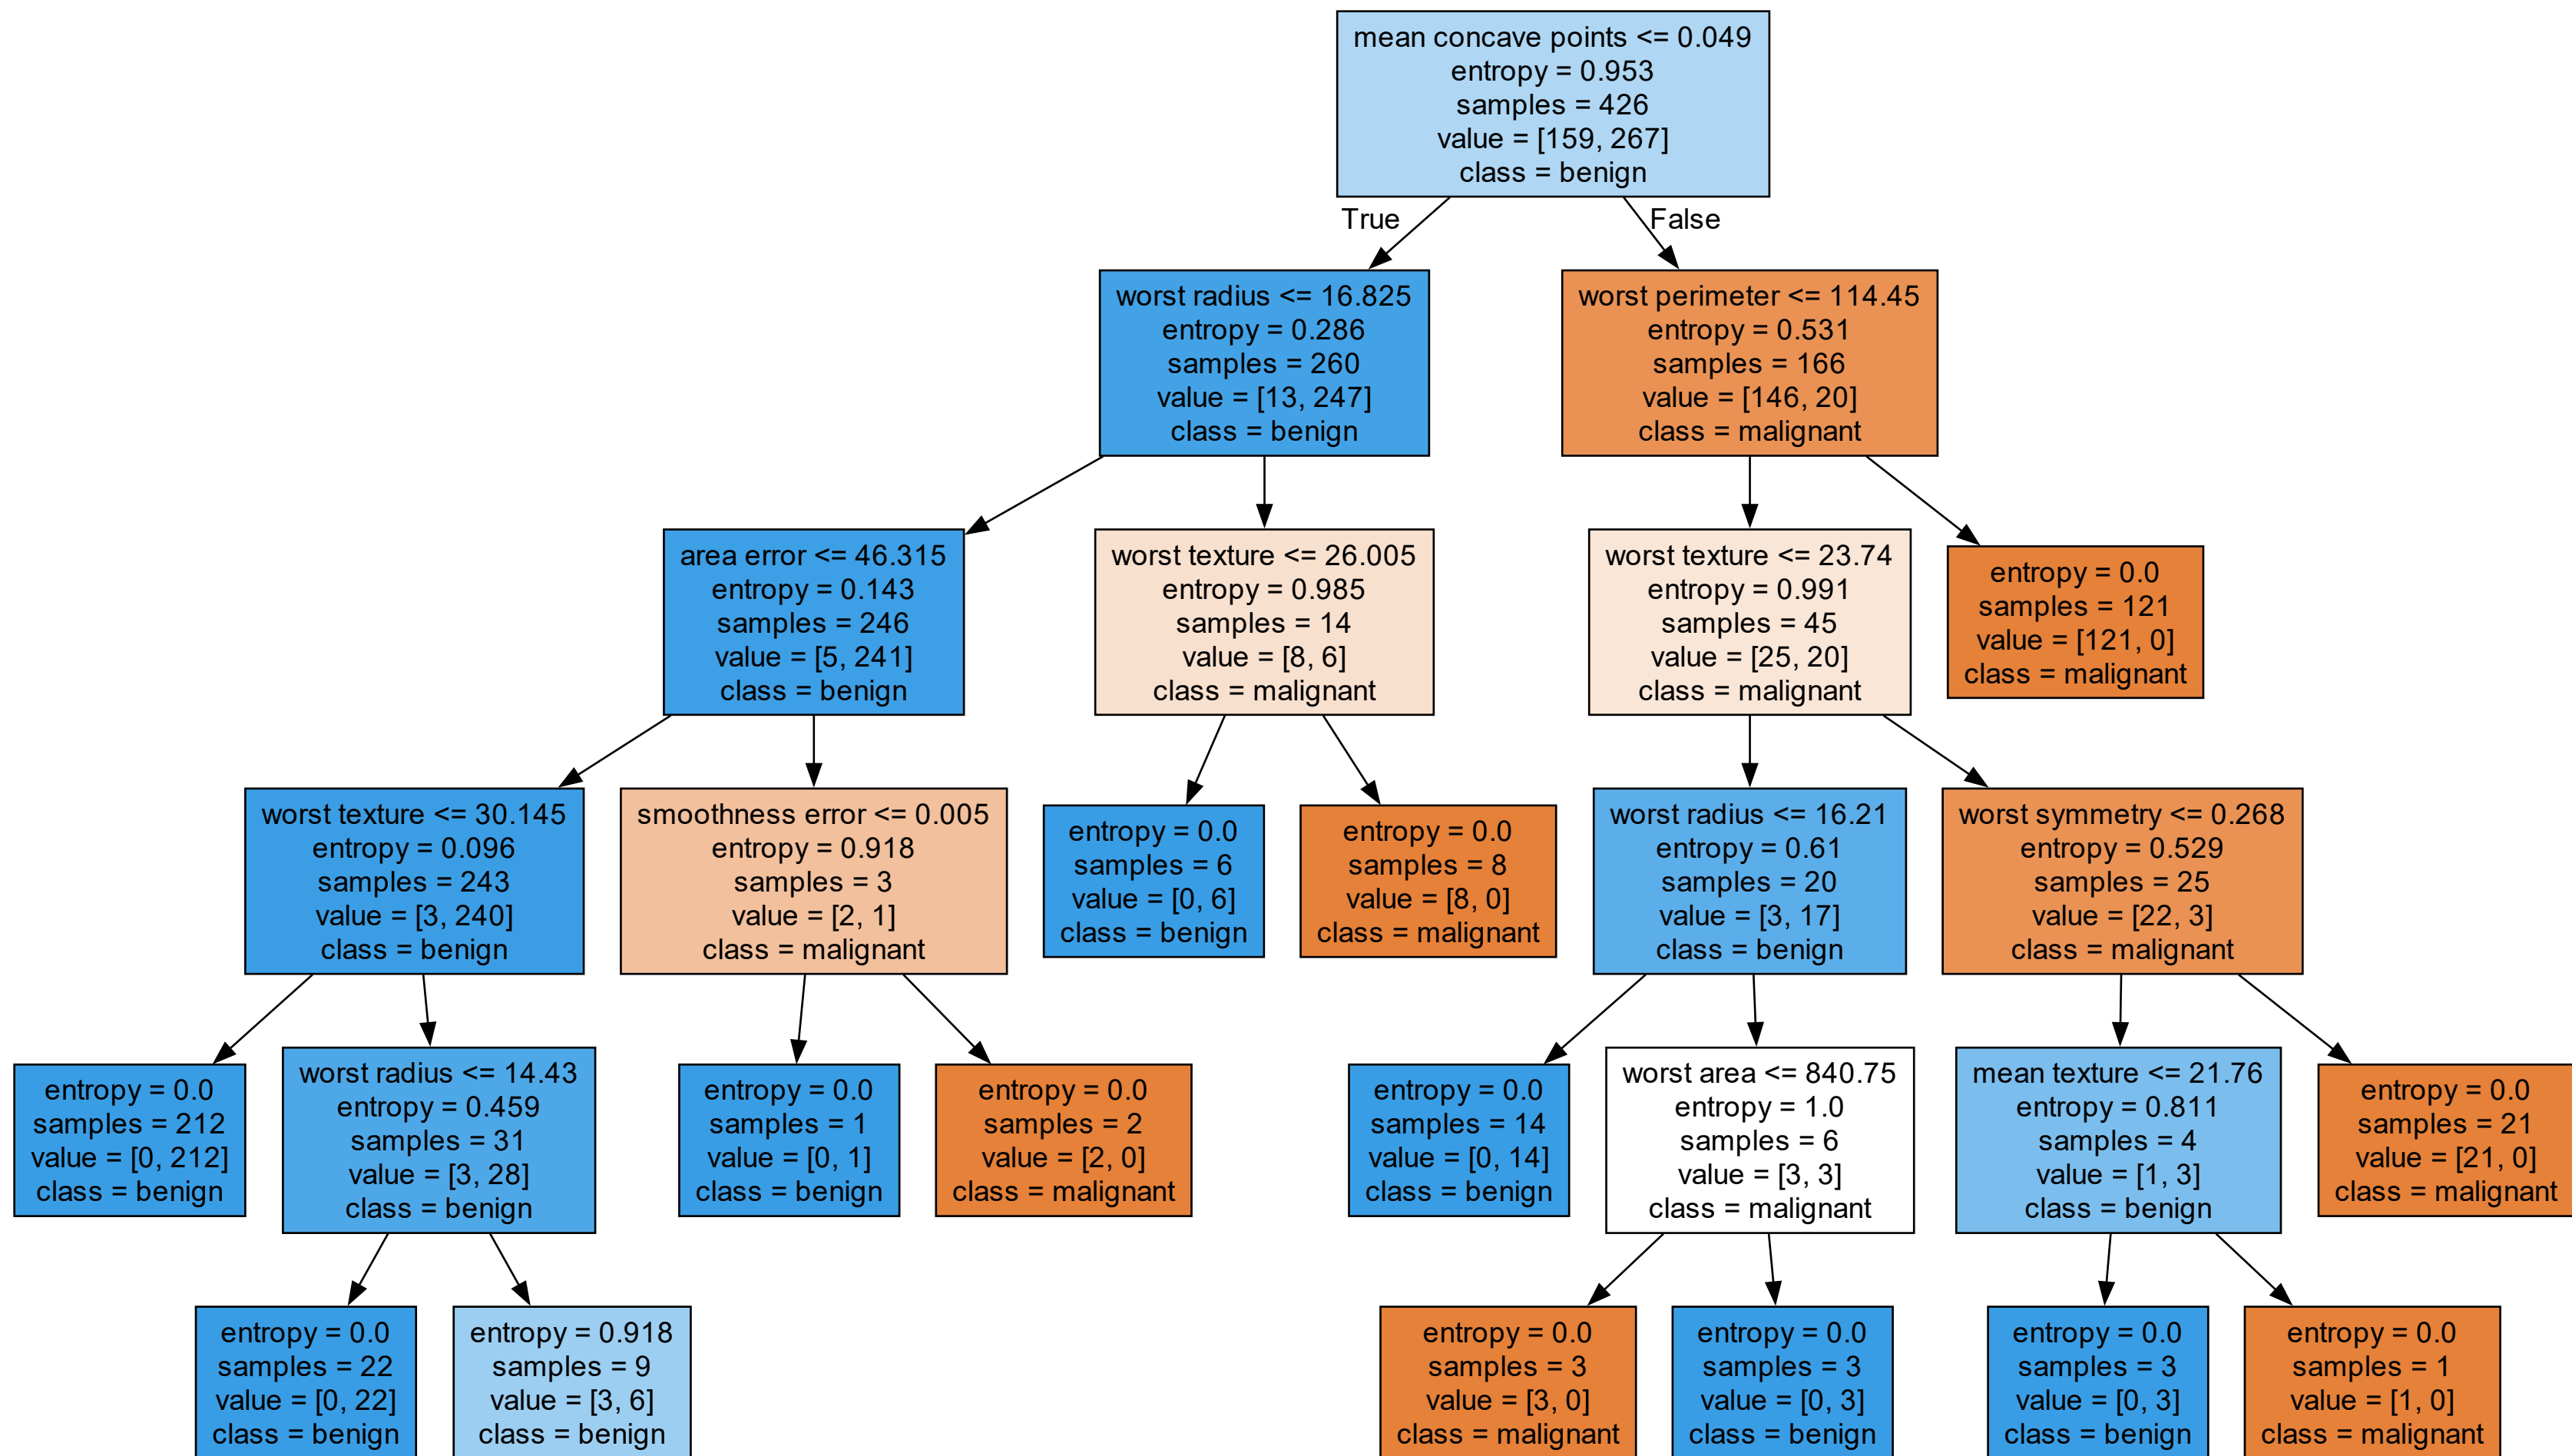 mean concave points <= 0.049
entropy = 0.953
samples = 426
value = [159, 267]
class = benign
True
False
worst radius <= 16.825
entropy = 0.286
samples = 260
value = [13, 247]
class = benign
worst perimeter <= 114.45
entropy = 0.531
samples = 166
value = [146, 20]
class = malignant
area error <= 46.315
entropy = 0.143
samples = 246
value = [5, 241]
class = benign
worst texture <= 26.005
entropy = 0.985
samples = 14
value = [8, 6]
class = malignant
worst texture <= 23.74
entropy = 0.991
samples = 45
value = [25, 20]
class = malignant
entropy = 0.0
samples = 121
value = [121, 0]
class = malignant
worst texture <= 30.145
entropy = 0.096
samples = 243
value = [3, 240]
class = benign
smoothness error <= 0.005
entropy = 0.918
samples = 3
value = [2, 1]
class = malignant
entropy = 0.0
samples = 6
value = [0, 6]
class = benign
entropy = 0.0
samples = 8
value = [8, 0]
class = malignant
worst radius <= 16.21
entropy = 0.61
samples = 20
value = [3, 17]
class = benign
worst symmetry <= 0.268
entropy = 0.529
samples = 25
value = [22, 3]
class = malignant
entropy = 0.0
samples = 212
value = [0, 212]
class = benign
worst radius <= 14.43
entropy = 0.459
samples = 31
value = [3, 28]
class = benign
entropy = 0.0
samples = 1
value = [0, 1]
class = benign
entropy = 0.0
samples = 2
value = [2, 0]
class = malignant
entropy = 0.0
samples = 14
value = [0, 14]
class = benign
worst area <= 840.75
entropy = 1.0
samples = 6
value = [3, 3]
class = malignant
mean texture <= 21.76
entropy = 0.811
samples = 4
value = [1, 3]
class = benign
entropy = 0.0
samples = 21
value = [21, 0]
class = malignant
entropy = 0.0
samples = 22
value = [0, 22]
class = benign
entropy = 0.918
samples = 9
value = [3, 6]
class = benign
entropy = 0.0
samples = 3
value = [3, 0]
class = malignant
entropy = 0.0
samples = 3
value = [0, 3]
class = benign
entropy = 0.0
samples = 3
value = [0, 3]
class = benign
entropy = 0.0
samples = 1
value = [1, 0]
class = malignant